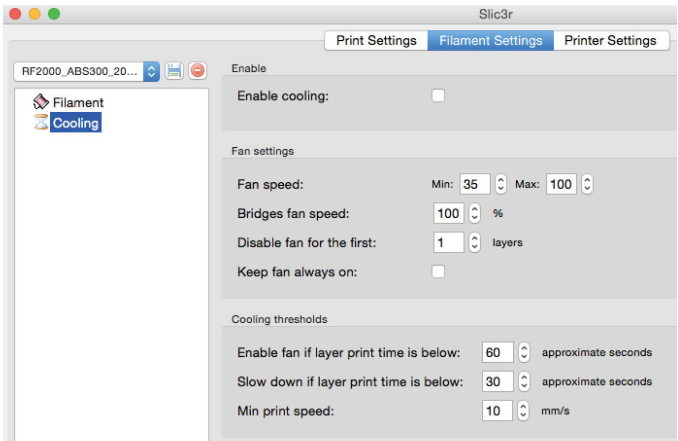 Slic3r
Print Settings Filament Settings Printer Settings
RF2000_ABS300_20...
Filament
Cooling
Enable
Enable cooling:
Fan settings
Fan speed: Min: 35 Max: 100
Bridges fan speed: 100 %
Disable fan for the first: 1 layers
Keep fan always on:
Cooling thresholds
Enable fan if layer print time is below: 60 approximate seconds
Slow down if layer print time is below: 30 approximate seconds
Min print speed: 10 mm/s